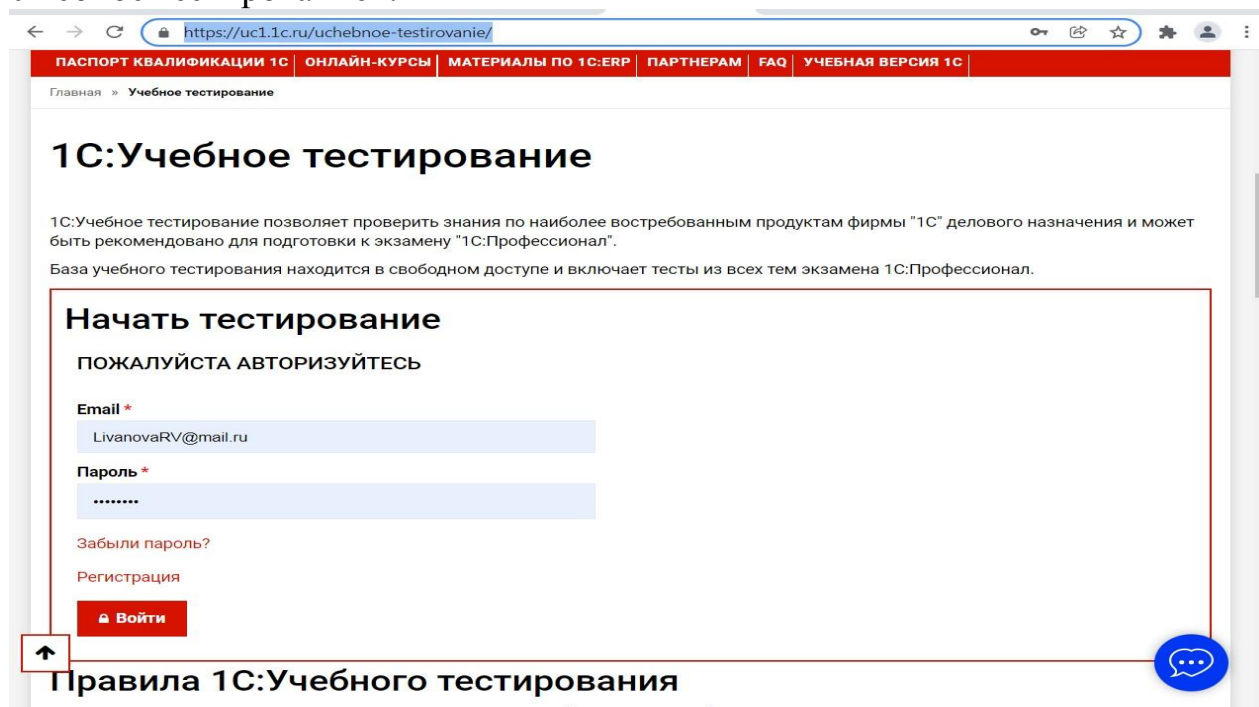 https://uc1.1c.ru/uchebnoe-testirovanie/
ПАСПОРТ КВАЛИФИКАЦИИ 1С ОНЛАЙН-КУРСЫ МАТЕРИАЛЫ ПО 1С:ERP ПАРТНЕРАМ FAQ УЧЕБНАЯ ВЕРСИЯ 1С
Главная » Учебное тестирование
1С:Учебное тестирование
1С:Учебное тестирование позволяет проверить знания по наиболее востребованным продуктам фирмы "1С" делового назначения и может
быть рекомендовано для подготовки к экзамену "1С:Профессионал".
База учебного тестирования находится в свободном доступе и включает тесты из всех тем экзамена 1С:Профессионал.
Начать тестирование
ПОЖАЛУЙСТА АВТОРИЗУЙТЕСЬ
Email *
LivanovaRV@mail.ru
Пароль *
••••••••
Забыли пароль?
Регистрация
Войти
Правила 1С:Учебного тестирования